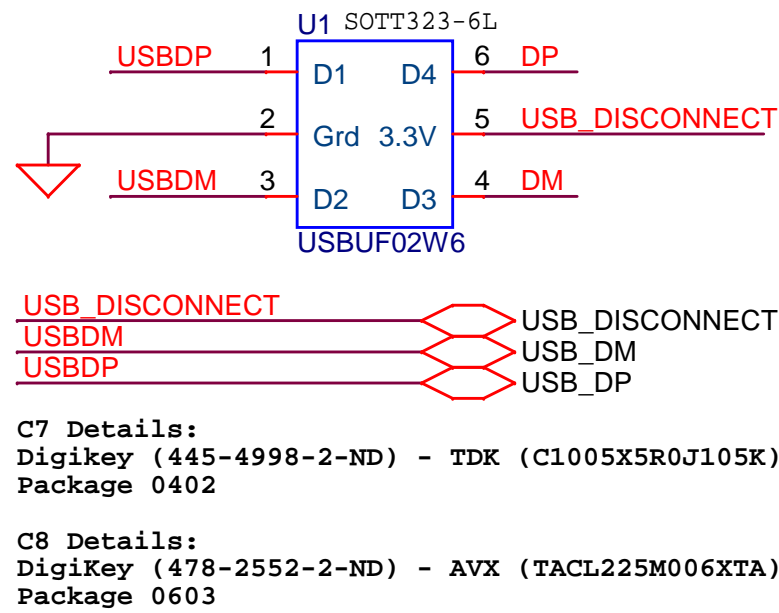 U1 SOTT323-6L
USBDP 1 D1 D4 6 DP
2 Grd 3.3V 5 USB_DISCONNECT
USBDM 3 D2 D3 4 DM
USBUF02W6
USB_DISCONNECT USB_DISCONNECT
USBDM USB_DM
USBDP USB_DP
C7 Details:
Digikey (445-4998-2-ND) - TDK (C1005X5R0J105K)
Package 0402
C8 Details:
DigiKey (478-2552-2-ND) - AVX (TACL225M006XTA)
Package 0603